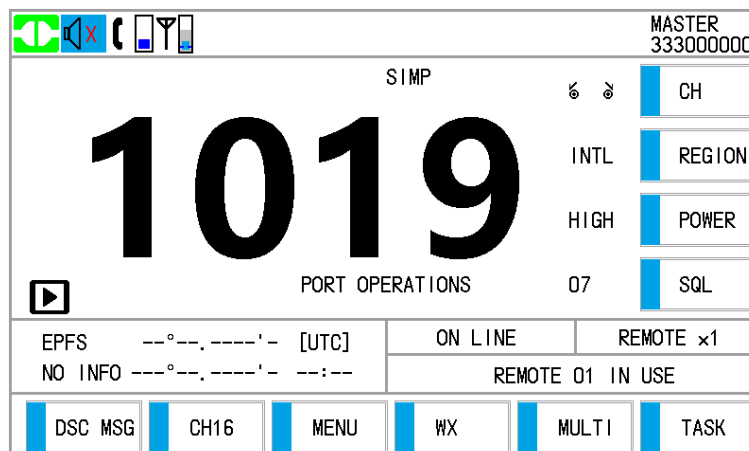 MASTER
333000000
SIMP
CH
1019
INTL
REGION
HIGH
POWER
PORT OPERATIONS
07
SQL
EPFS --°--.----'- [UTC]
NO INFO ---°--.----'- --:--
ON LINE
REMOTE ×1
REMOTE 01 IN USE
DSC MSG
CH16
MENU
WX
MULTI
TASK